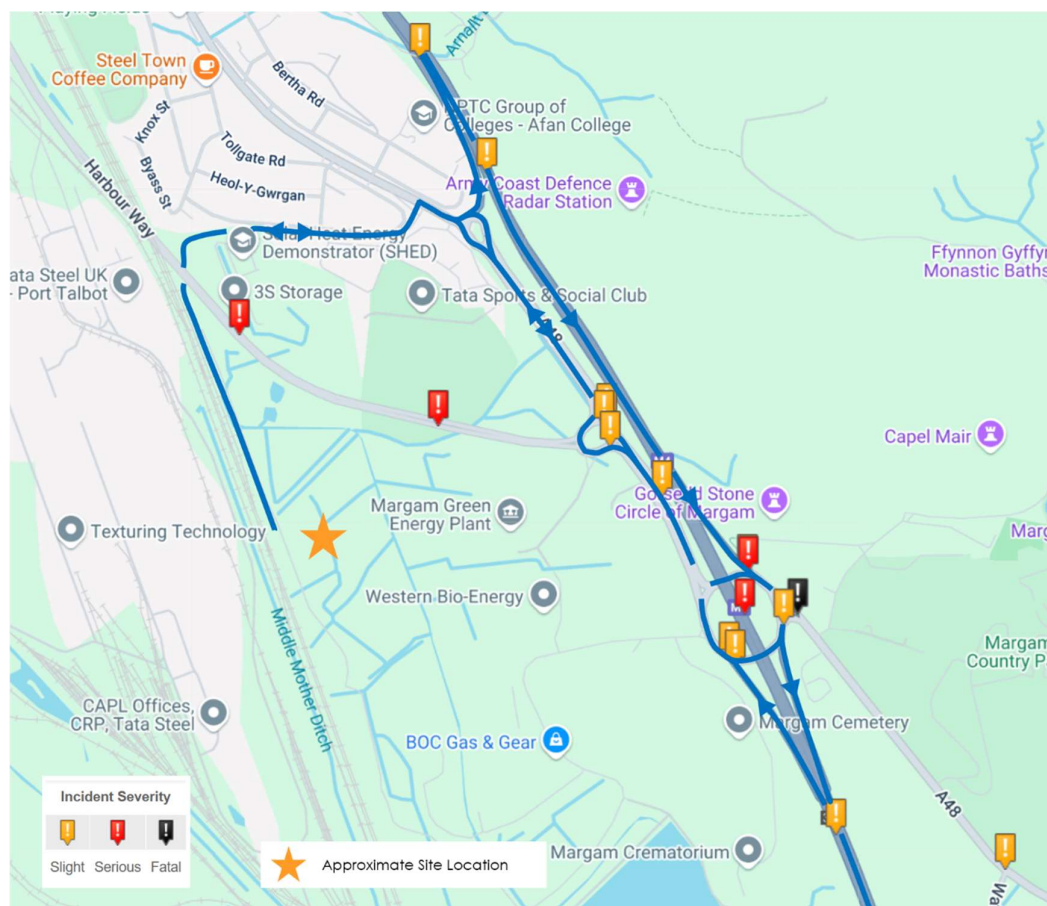 Steel Town
Coffee Company
Bertha Rd
Knox St
Tollgate Rd
Byass St
Heol-Y-Gwrgan
Harbour Way
Group of
Colleges - Afan College
Army Coast Defence
Radar Station
Ffynnon
Monastic Baths
Solar Heat Energy
Demonstrator (SHED)
Tata Steel UK
- Port Talbot
3S Storage
Tata Sports & Social Club
A48
Capel Mair
Stone
Circle of Margam
Margam Green
Energy Plant
Texturing Technology
Western Bio-Energy
Middle Mother Ditch
Margam
Country
CAPL Offices,
CRP, Tata Steel
Margam Cemetery
BOC Gas & Gear
A48
Margam Crematorium
Incident Severity
Slight Serious Fatal
Approximate Site Location